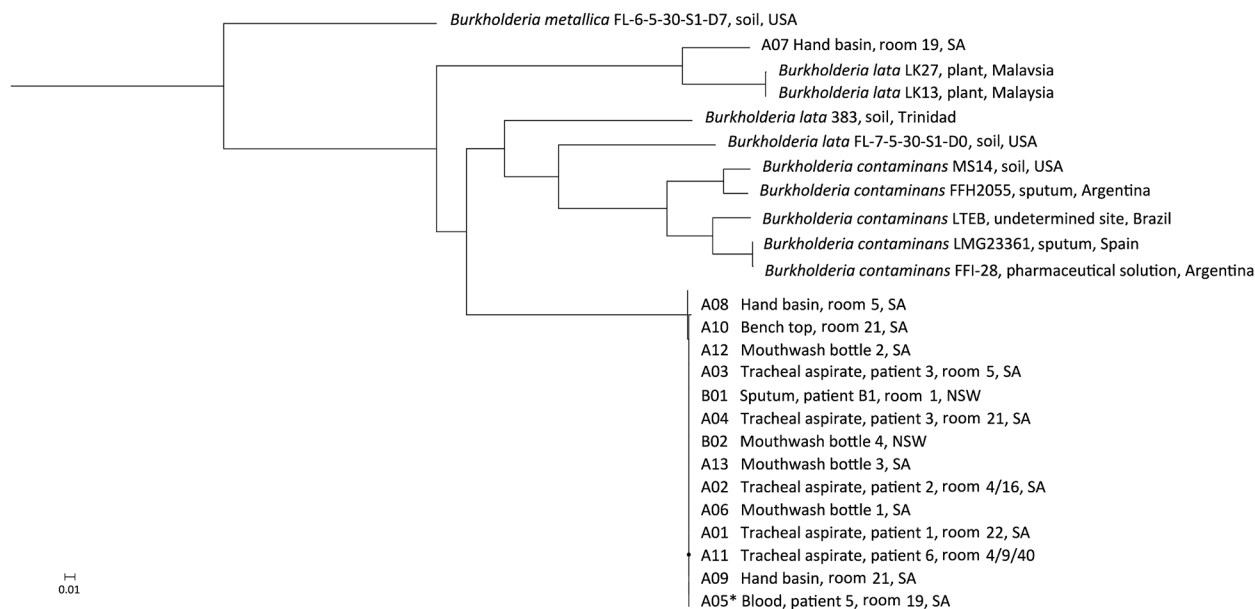 Burkholderia metallica FL-6-5-30-S1-D7, soil, USA
A07 Hand basin, room 19, SA
Burkholderia lata LK27, plant, Malavsia
Burkholderia lata LK13, plant, Malaysia
Burkholderia lata 383, soil, Trinidad
Burkholderia lata FL-7-5-30-S1-D0, soil, USA
Burkholderia contaminans MS14, soil, USA
Burkholderia contaminans FFH2055, sputum, Argentina
Burkholderia contaminans LTEB, undetermined site, Brazil
Burkholderia contaminans LMG23361, sputum, Spain
Burkholderia contaminans FFI-28, pharmaceutical solution, Argentina
A08 Hand basin, room 5, SA
A10 Bench top, room 21, SA
A12 Mouthwash bottle 2, SA
A03 Tracheal aspirate, patient 3, room 5, SA
B01 Sputum, patient B1, room 1, NSW
A04 Tracheal aspirate, patient 3, room 21, SA
B02 Mouthwash bottle 4, NSW
A13 Mouthwash bottle 3, SA
A02 Tracheal aspirate, patient 2, room 4/16, SA
A06 Mouthwash bottle 1, SA
A01 Tracheal aspirate, patient 1, room 22, SA
A11 Tracheal aspirate, patient 6, room 4/9/40
A09 Hand basin, room 21, SA
A05* Blood, patient 5, room 19, SA
0.01